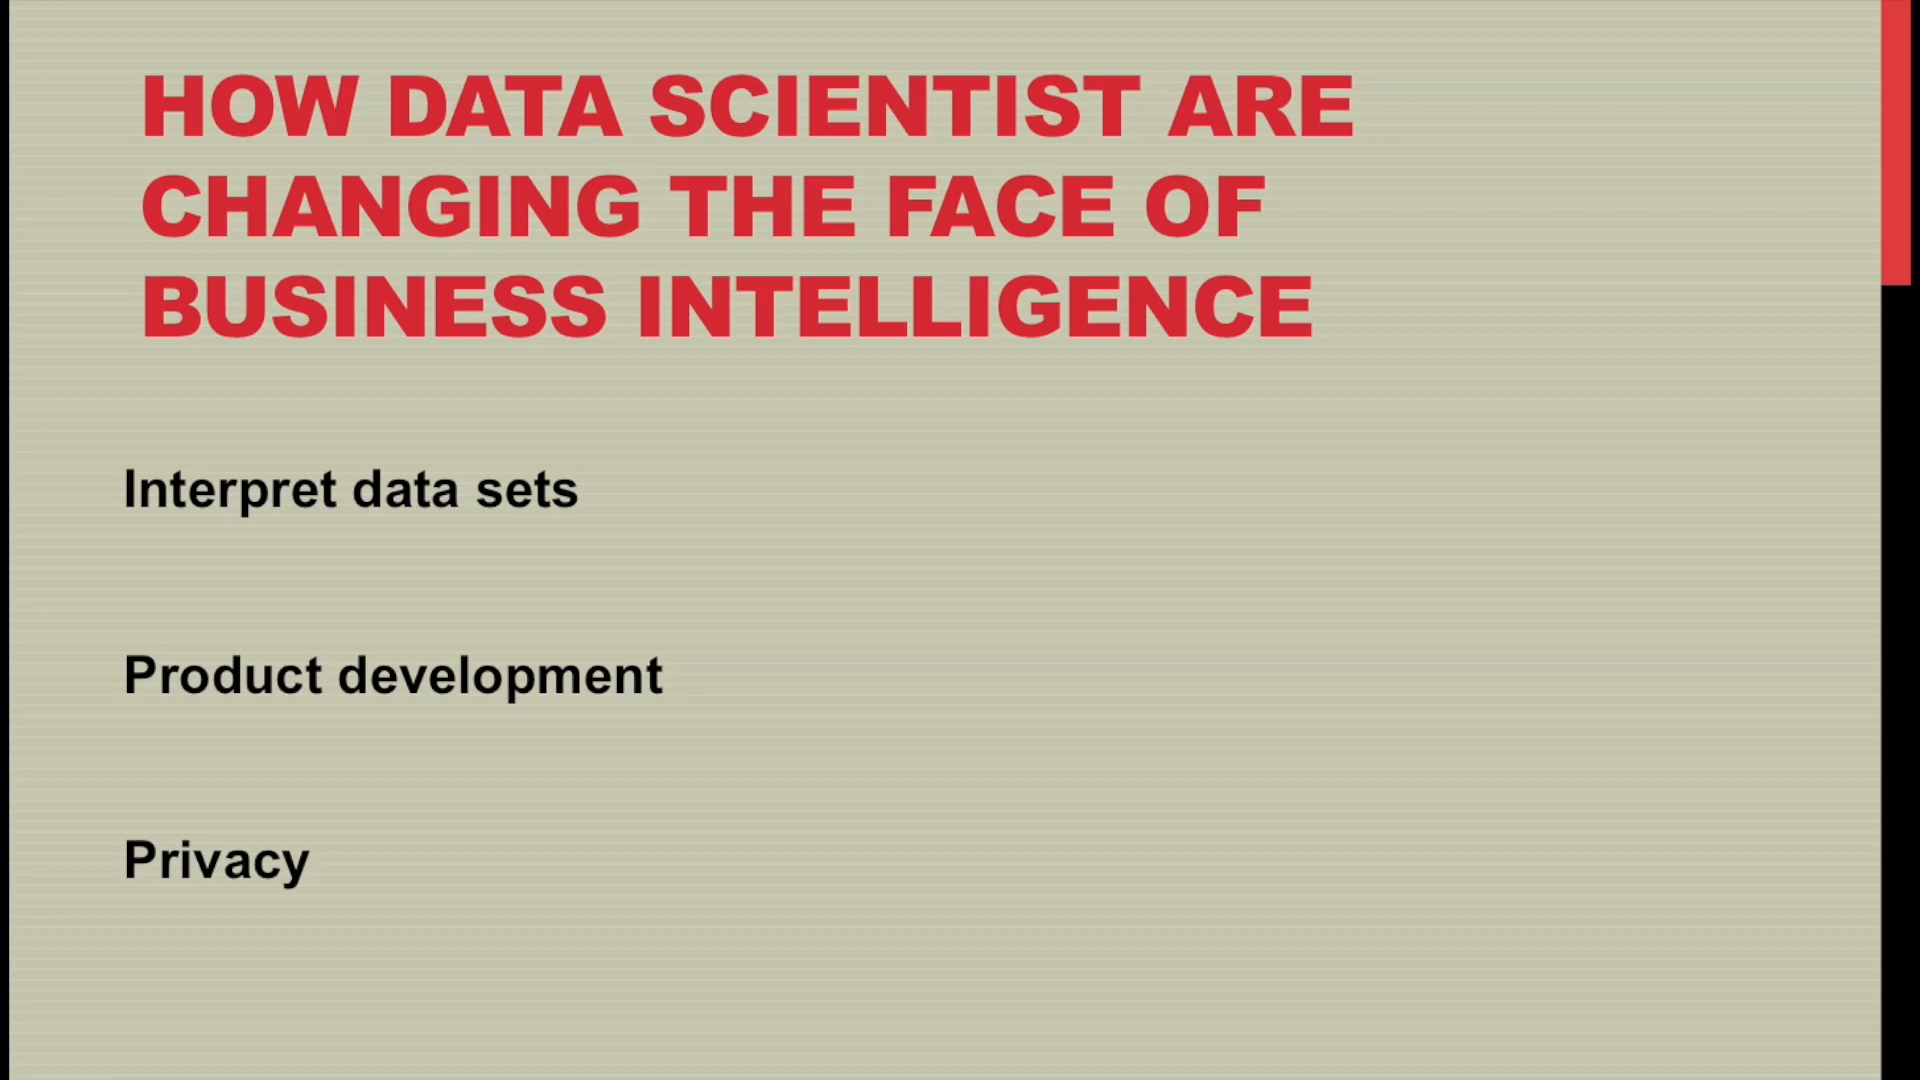 HOW DATA SCIENTIST ARE
CHANGING THE FACE OF
BUSINESS INTELLIGENCE
Interpret data sets
Product development
Privacy